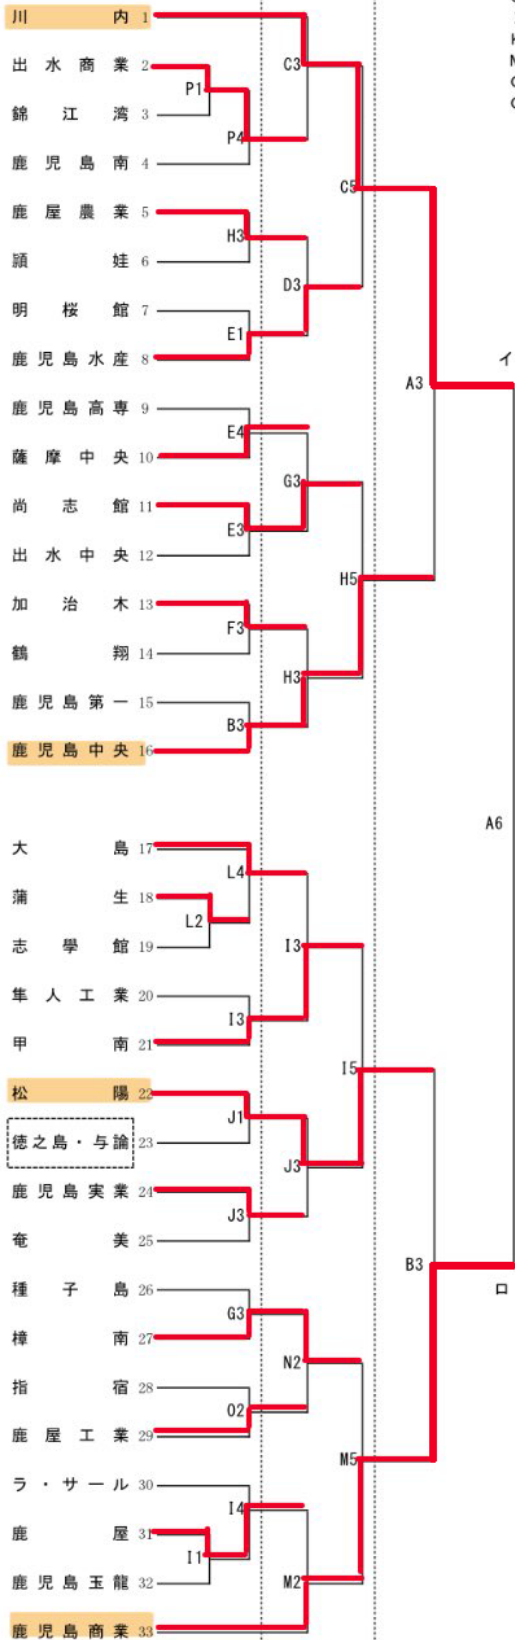 川内 1
出水商業 2
錦江湾 3
鹿児島南 4
鹿屋農業 5
頴娃 6
明桜館 7
鹿児島水産 8
鹿児島高専 9
薩摩中央 10
尚志館 11
出水中央 12
加治木 13
鶴翔 14
鹿児島第一 15
鹿児島中央 16
大島 17
蒲生 18
志學館 19
隼人工業 20
甲南 21
松陽 22
徳之島・与論 23
鹿児島実業 24
奄美 25
種子島 26
樟南 27
指宿 28
鹿屋工業 29
ラ・サール 30
鹿屋 31
鹿児島玉龍 32
鹿児島商業 33
P1
P4
H3
E1
E4
E3
F3
B3
L4
L2
I3
J1
J3
G3
O2
I4
I1
C3
D3
G3
H3
I3
J3
N2
M2
C5
H5
I5
M5
A3
B3
イ
ロ
A6